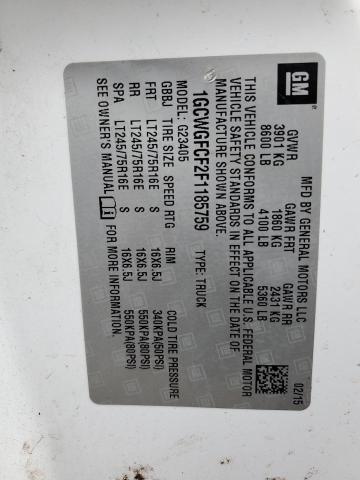 GM
MFD BY GENERAL MOTORS LLC
02/15
GVWR GAWR FRT GAWR RR
3901 KG 1860 KG 2431 KG
8600 LB 4100 LB 5360 LB
THIS VEHICLE CONFORMS TO ALL APPLICABLE U.S. FEDERAL MOTOR
VEHICLE SAFETY STANDARDS IN EFFECT ON THE DATE OF
MANUFACTURE SHOWN ABOVE.
1GCWGFCF2F1185759 TYPE: TRUCK
MODEL: G23405
GBBJ TIRE SIZE SPEED RTG RIM COLD TIRE PRESSURE
FRT LT245/75R16E S 16X6.5J 340KPA(50PSI)
RR LT245/75R16E S 16X6.5J 550KPA(80PSI)
SPA LT245/75R16E S 16X6.5J 550KPA(80PSI)
SEE OWNER'S MANUAL FOR MORE INFORMATION.